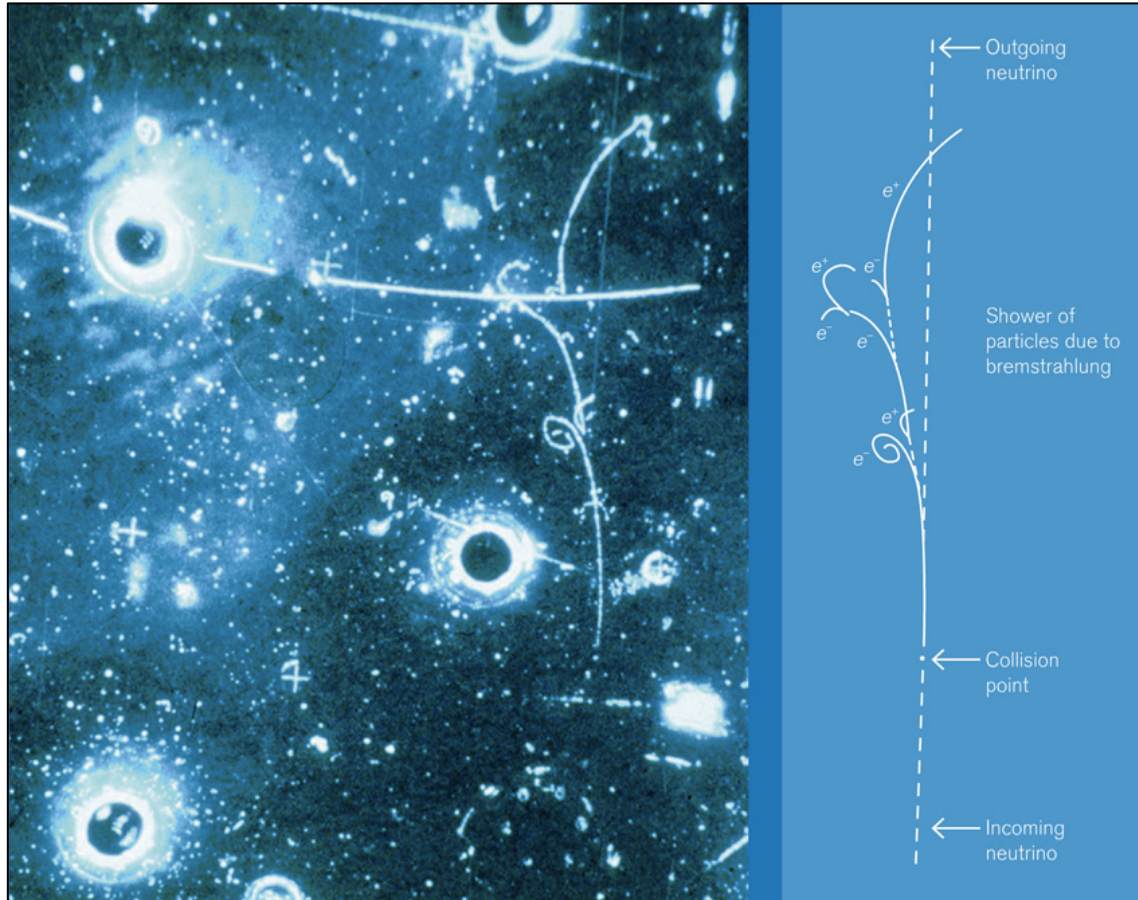 Outgoing
neutrino
e⁺
e⁺
e⁻
e⁻
e⁻
Shower of
particles due to
bremstrahlung
e⁺
e⁻
Collision
point
Incoming
neutrino